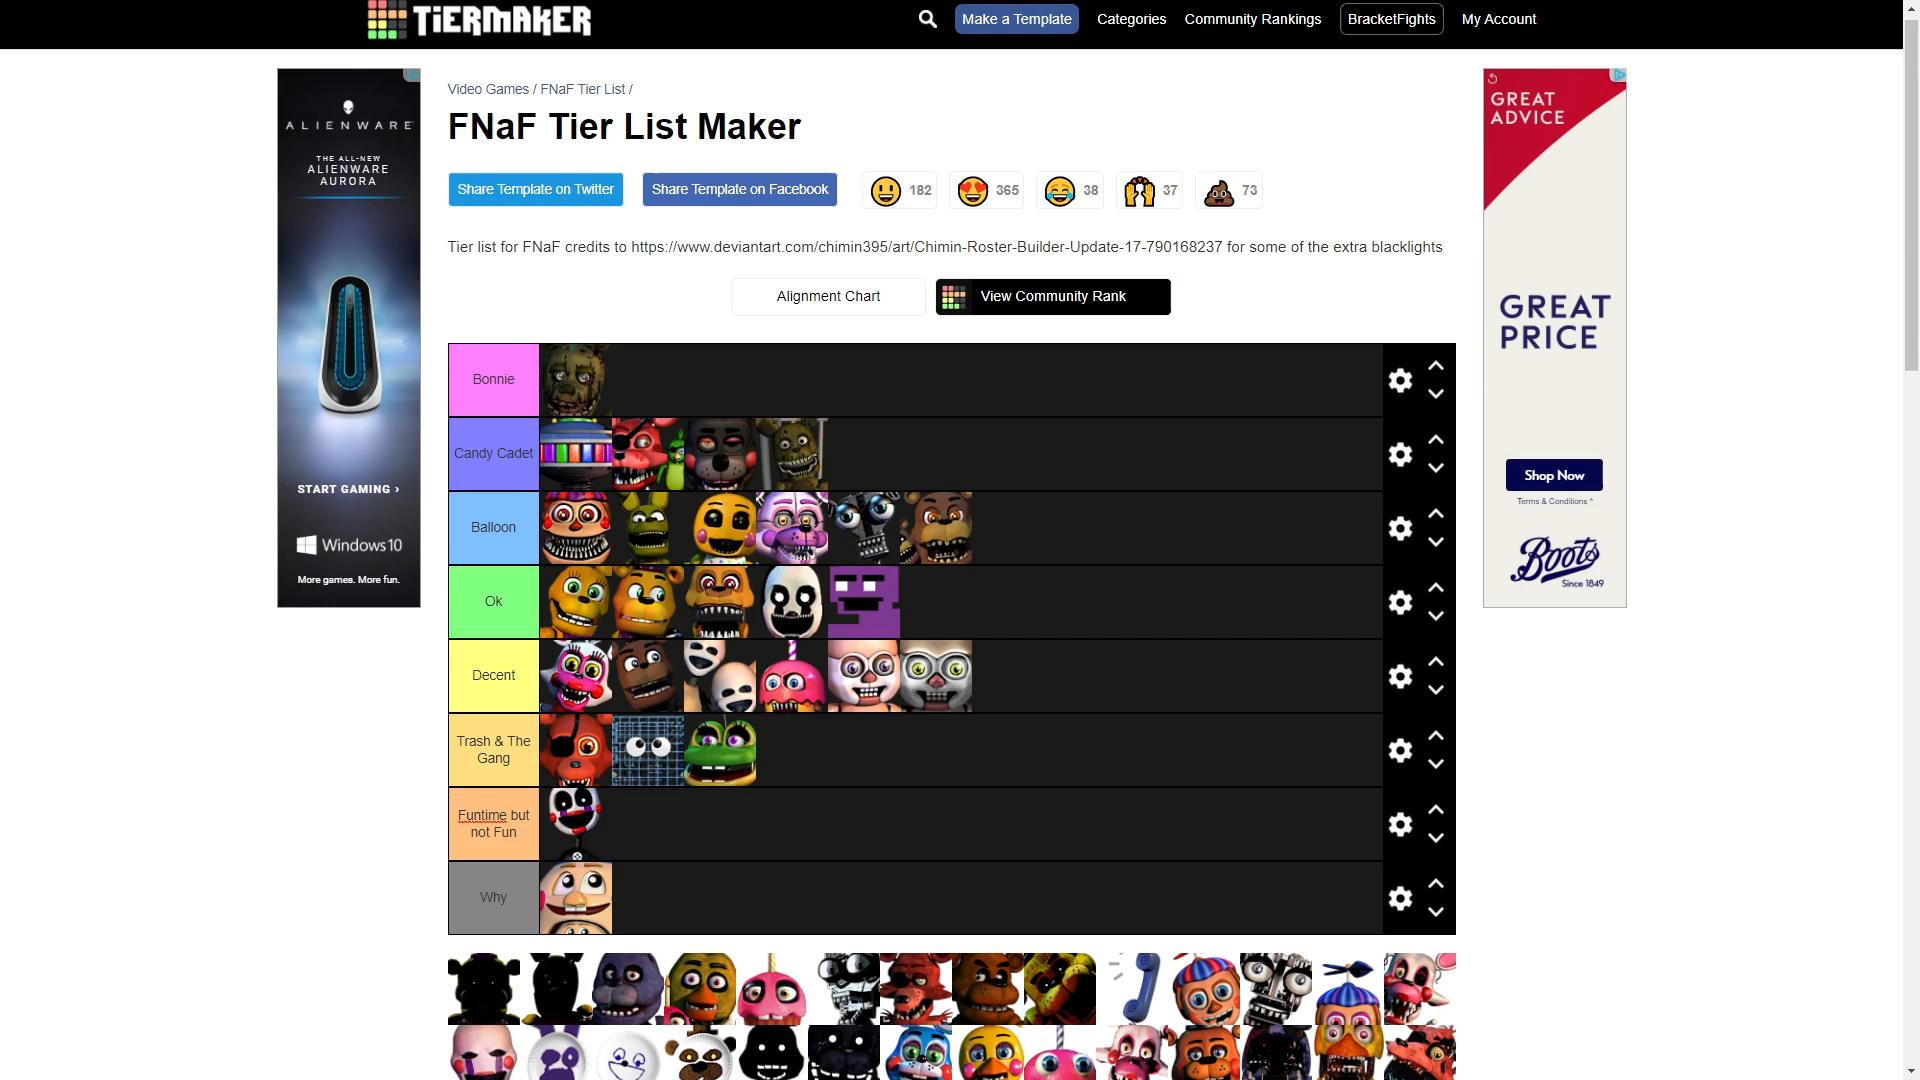 TiERMAKER
Make a Template
Categories
Community Rankings
BracketFights
My Account
Video Games / FNaF Tier List /
FNaF Tier List Maker
Share Template on Twitter
Share Template on Facebook
182
365
38
37
73
Tier list for FNaF credits to https://www.deviantart.com/chimin395/art/Chimin-Roster-Builder-Update-17-790168237 for some of the extra blacklights
Alignment Chart
View Community Rank
Bonnie
Candy Cadet
Balloon
Ok
Decent
Trash & The
Gang
Funtime but
not Fun
Why
ALIENWARE
THE ALL-NEW
ALIENWARE
AURORA
START GAMING ›
Windows10
More games. More fun.
GREAT
ADVICE
GREAT
PRICE
Shop Now
Terms & Conditions ^
Boots
Since 1849